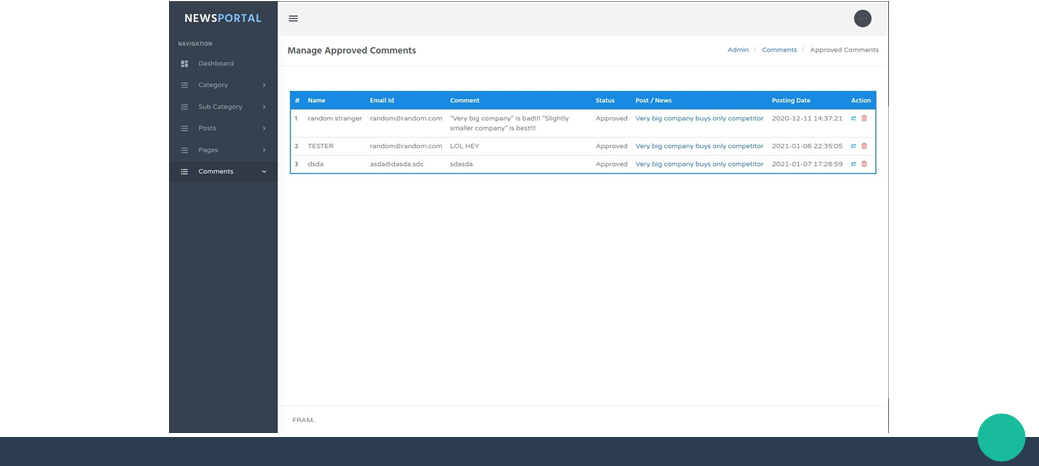 NEWSPORTAL
NAVIGATION
Dashboard
Category
Sub Category
Posts
Pages
Comments
Manage Approved Comments
Admin / Comments / Approved Comments
# Name Email Id Comment Status Post / News Posting Date Action
1 random stranger random@random.com "Very big company" is bad!!! "Slightly Approved Very big company buys only competitor 2020-12-11 14:37:21
smaller company" is best!!!
2 TESTER random@random.com LOL HEY Approved Very big company buys only competitor 2021-01-06 22:35:05
3 dsda asda@dasda.sdc sdasda Approved Very big company buys only competitor 2021-01-07 17:28:59
FRAM.